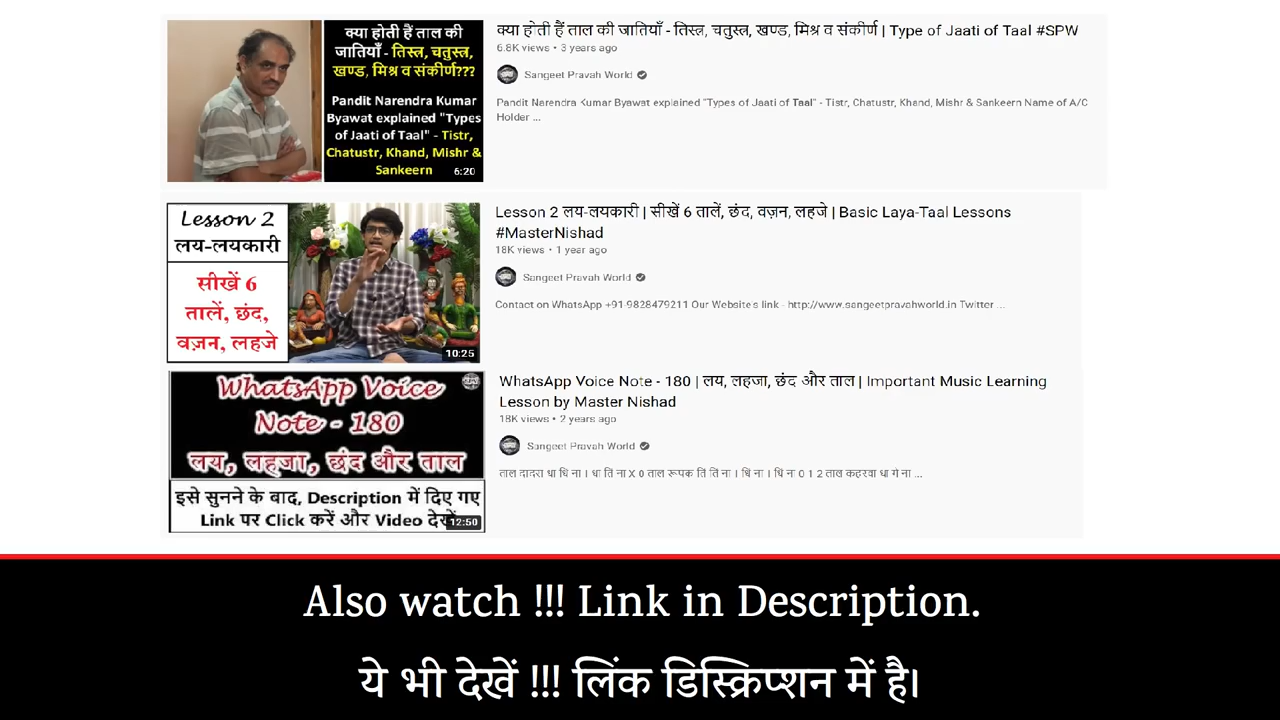 क्या होती हैं ताल की
जातियाँ - तिस्त्र, चतुस्त्र,
खण्ड, मिश्र व संकीर्ण???
Pandit Narendra Kumar
Byawat explained "Types
of Jaati of Taal" - Tistr,
Chatustr, Khand, Mishr &
Sankeern
6:20
क्या होती हैं ताल की जातियाँ - तिस्त्र, चतुस्त्र, खण्ड, मिश्र व संकीर्ण | Type of Jaati of Taal #SPW
6.8K views • 3 years ago
Sangeet Pravah World
Pandit Narendra Kumar Byawat explained "Types of Jaati of Taal" - Tistr, Chatustr, Khand, Mishr & Sankeern Name of A/C
Holder ...
Lesson 2
लय-लयकारी
सीखें 6
तालें, छंद,
वज़न, लहजे
10:25
Lesson 2 लय-लयकारी | सीखें 6 तालें, छंद, वज़न, लहजे | Basic Laya-Taal Lessons
#MasterNishad
18K views • 1 year ago
Sangeet Pravah World
Contact on WhatsApp +91-9828479211 Our Website's link - http://www.sangeetpravahworld.in Twitter ...
WhatsApp Voice
Note - 180
लय, लहजा, छंद और ताल
इसे सुनने के बाद, Description में दिए गए
Link पर Click करें और Video देखें
12:50
WhatsApp Voice Note - 180 | लय, लहजा, छंद और ताल | Important Music Learning
Lesson by Master Nishad
18K views • 2 years ago
Sangeet Pravah World
ताल दादरा धा धि ना । धा ति ना X 0 ताल रूपक ति ति ना । धि ना । धि ना 0 1 2 ताल कहरवा धा गे ना ...
Also watch !!! Link in Description.
ये भी देखें !!! लिंक डिस्क्रिप्शन में है।